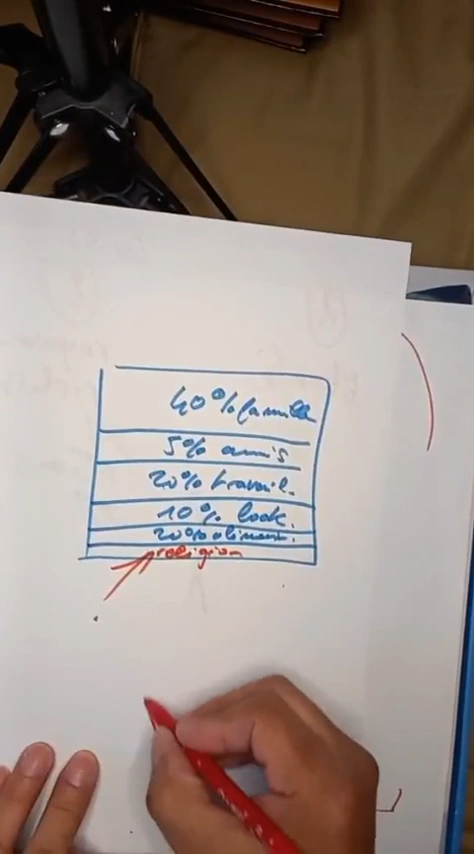 40% famille
5% amis
20% travail.
10% look.
20% aliment.
religion